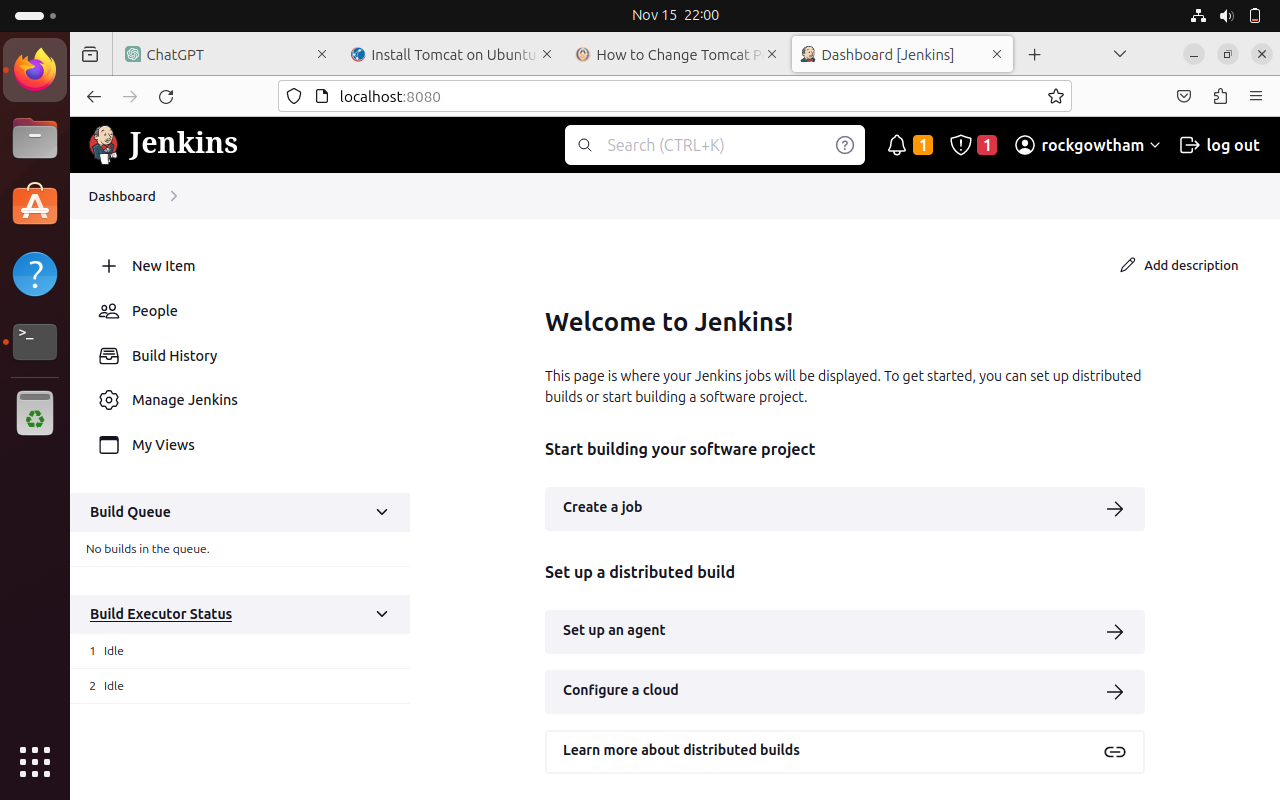 Nov 15 22:00
ChatGPT
Install Tomcat on Ubuntu
How to Change Tomcat P
Dashboard [Jenkins]
localhost:8080
Jenkins
Search (CTRL+K)
1
1
rockgowtham
log out
Dashboard
New Item
People
Build History
Manage Jenkins
My Views
Build Queue
No builds in the queue.
Build Executor Status
1 Idle
2 Idle
Add description
Welcome to Jenkins!
This page is where your Jenkins jobs will be displayed. To get started, you can set up distributed
builds or start building a software project.
Start building your software project
Create a job
Set up a distributed build
Set up an agent
Configure a cloud
Learn more about distributed builds